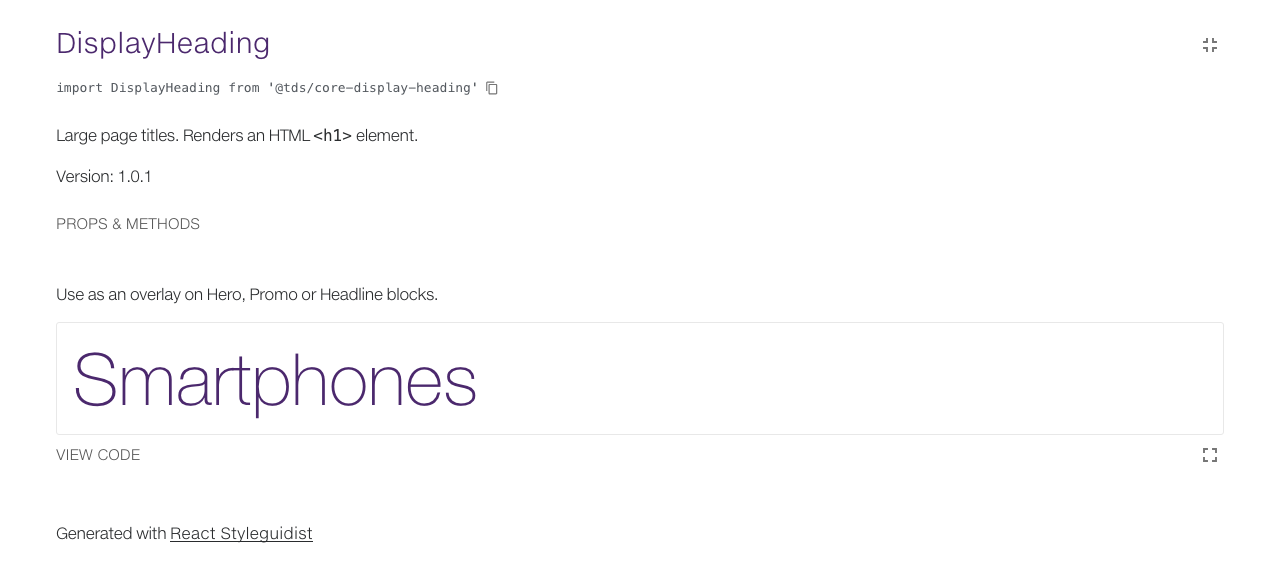 DisplayHeading
import DisplayHeading from '@tds/core-display-heading'
Large page titles. Renders an HTML <h1> element.
Version: 1.0.1
PROPS & METHODS
Use as an overlay on Hero, Promo or Headline blocks.
Smartphones
VIEW CODE
Generated with React Styleguidist